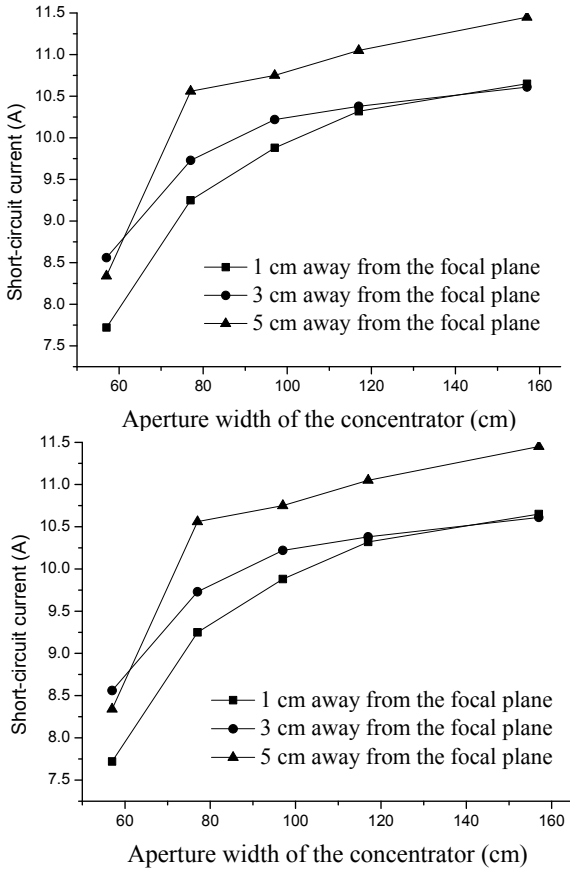 11.5
11.0
10.5
10.0
9.5
9.0
8.5
8.0
7.5
Short-circuit current (A)
1 cm away from the focal plane
3 cm away from the focal plane
5 cm away from the focal plane
60 80 100 120 140 160
Aperture width of the concentrator (cm)
11.5
11.0
10.5
10.0
9.5
9.0
8.5
8.0
7.5
Short-circuit current (A)
1 cm away from the focal plane
3 cm away from the focal plane
5 cm away from the focal plane
60 80 100 120 140 160
Aperture width of the concentrator (cm)